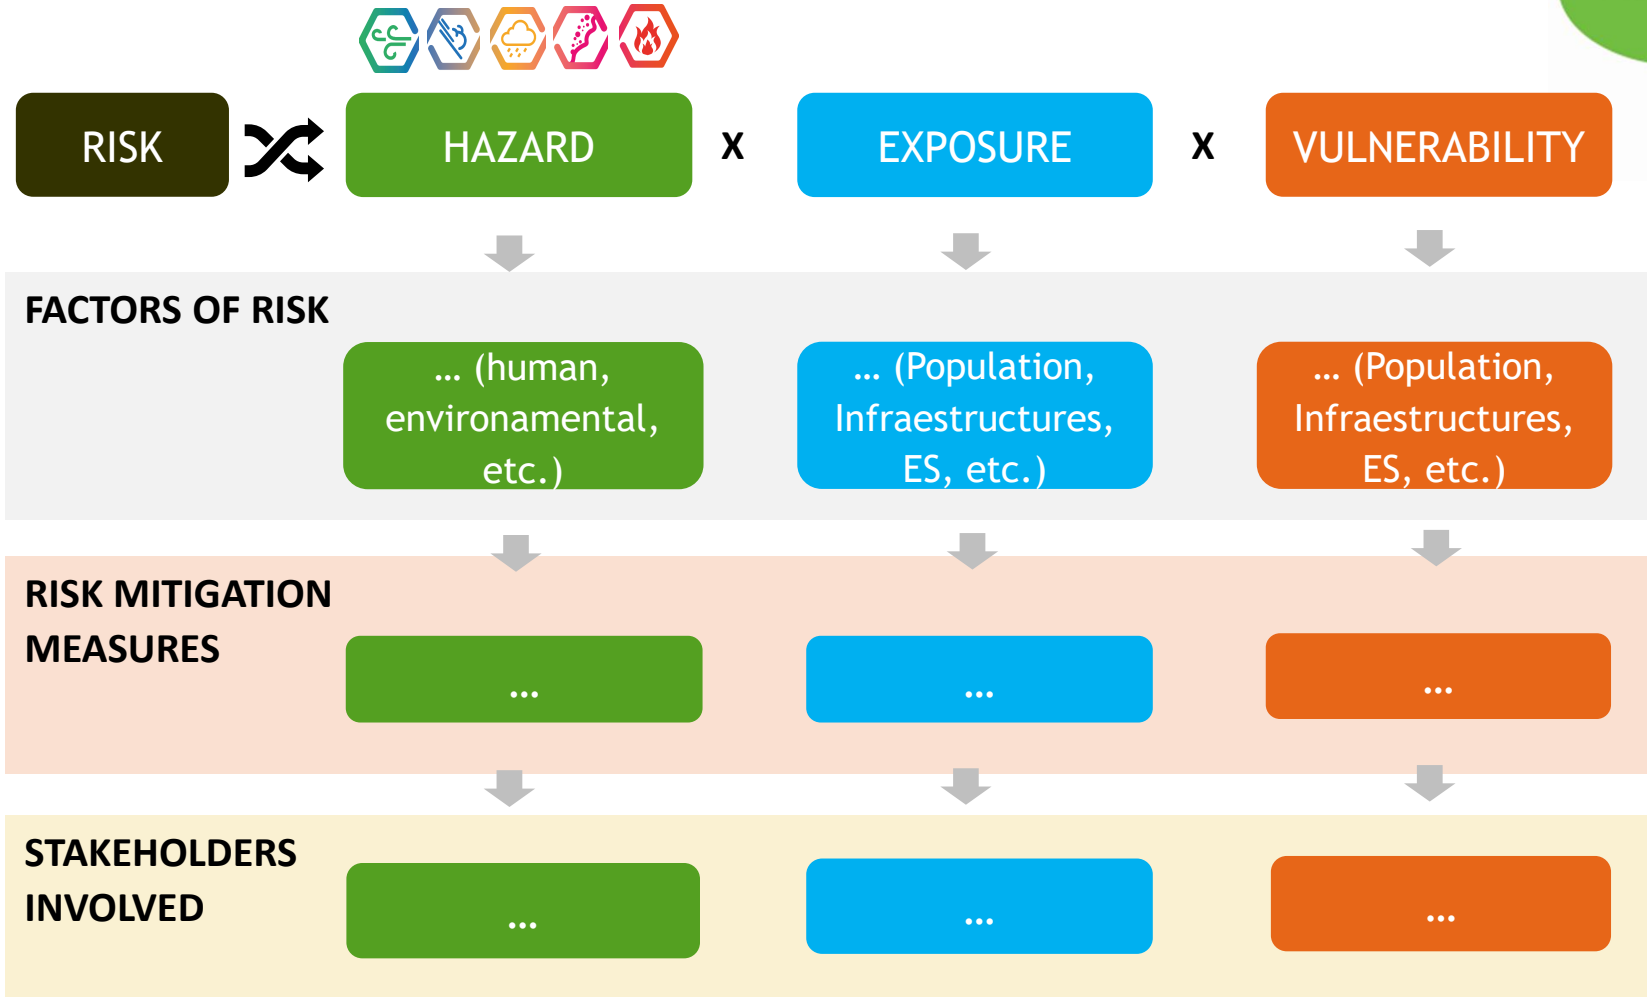 RISK
HAZARD
X
EXPOSURE
X
VULNERABILITY
FACTORS OF RISK
... (human,
environamental,
etc.)
... (Population,
Infraestructures,
ES, etc.)
... (Population,
Infraestructures,
ES, etc.)
RISK MITIGATION
MEASURES
...
...
...
STAKEHOLDERS
INVOLVED
...
...
...